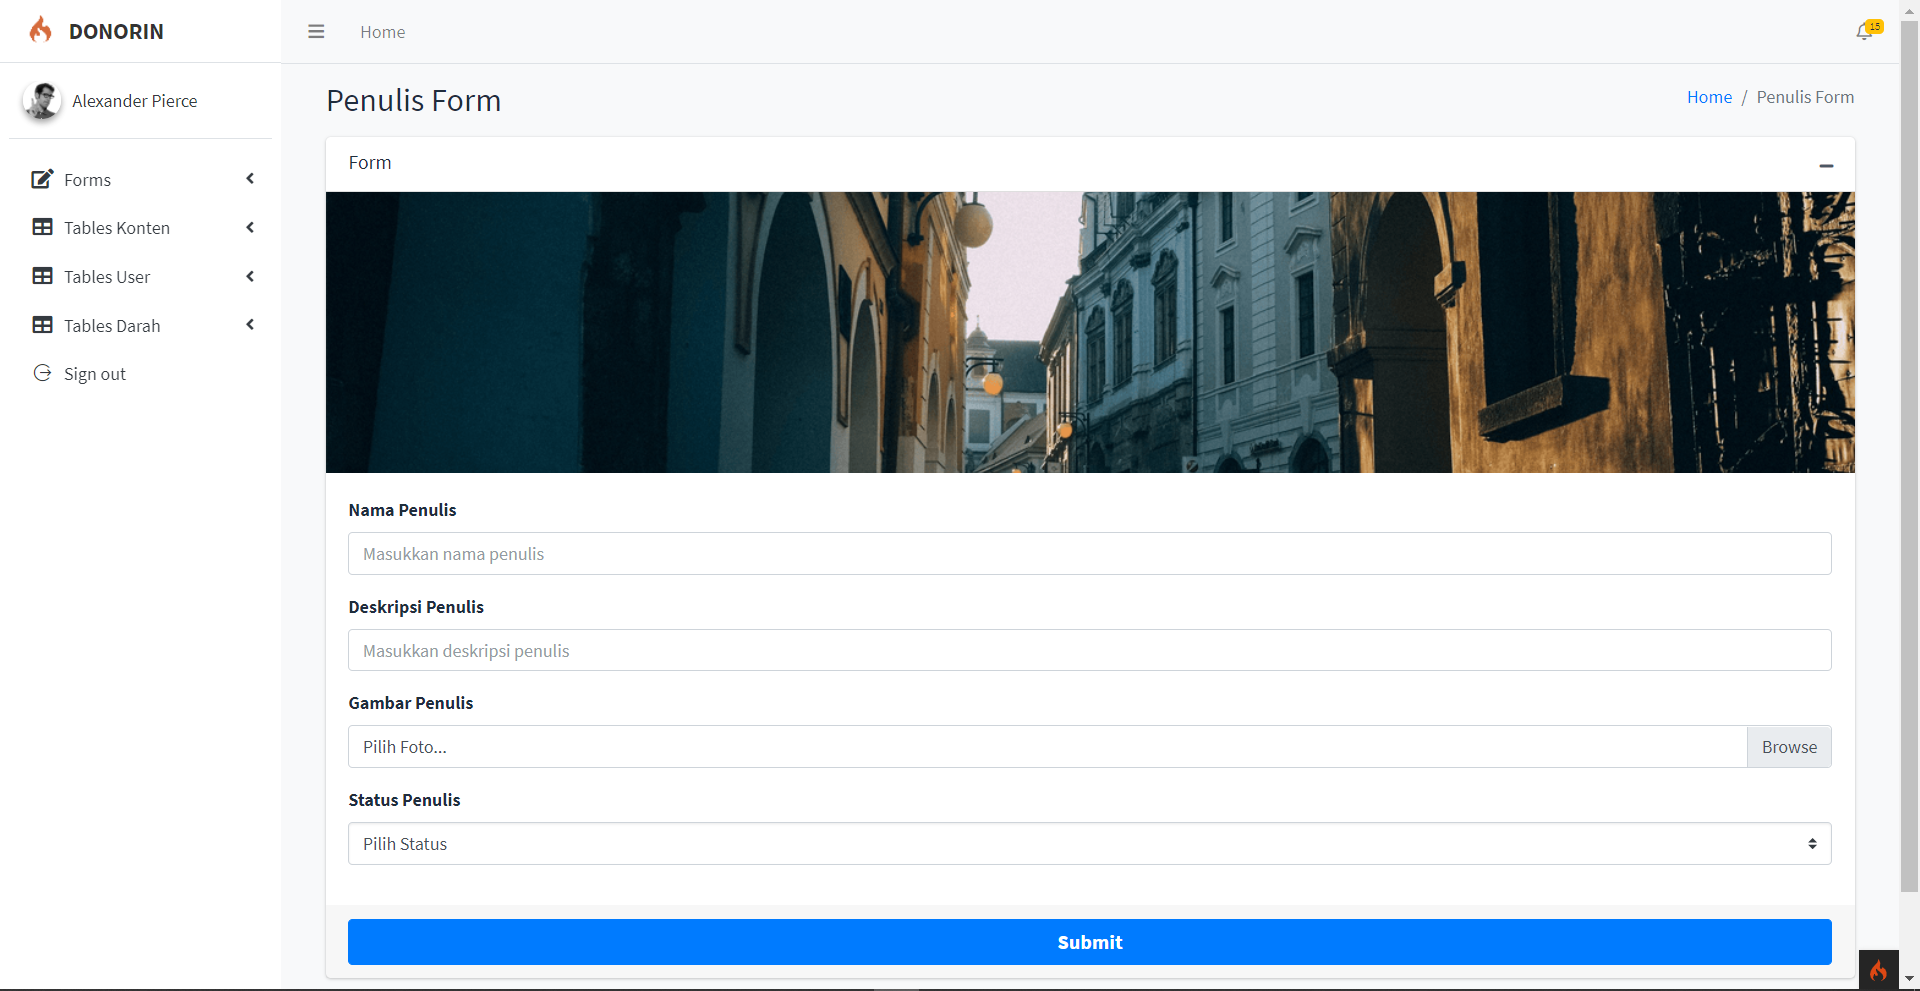 DONORIN
Home
15
Alexander Pierce
Forms
Tables Konten
Tables User
Tables Darah
Sign out
Penulis Form
Home / Penulis Form
Form
Nama Penulis
Masukkan nama penulis
Deskripsi Penulis
Masukkan deskripsi penulis
Gambar Penulis
Pilih Foto...
Browse
Status Penulis
Pilih Status
Submit